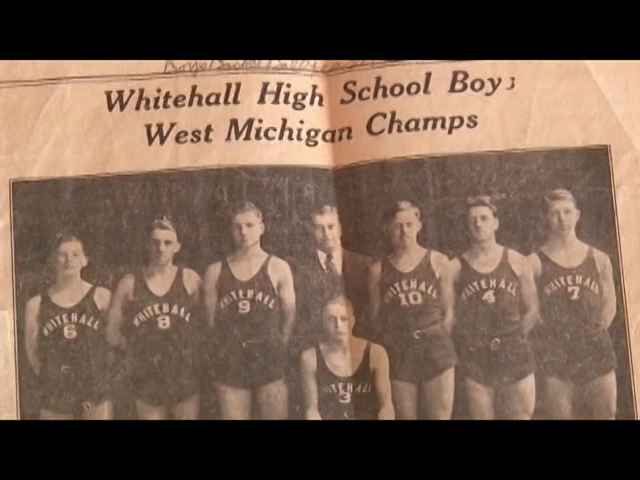 Whitehall High School Boys
West Michigan Champs
WHITEHALL
6
WHITEHALL
8
WHITEHALL
9
WHITEHALL
10
WHITEHALL
4
WHITEHALL
7
WHITEHALL
3